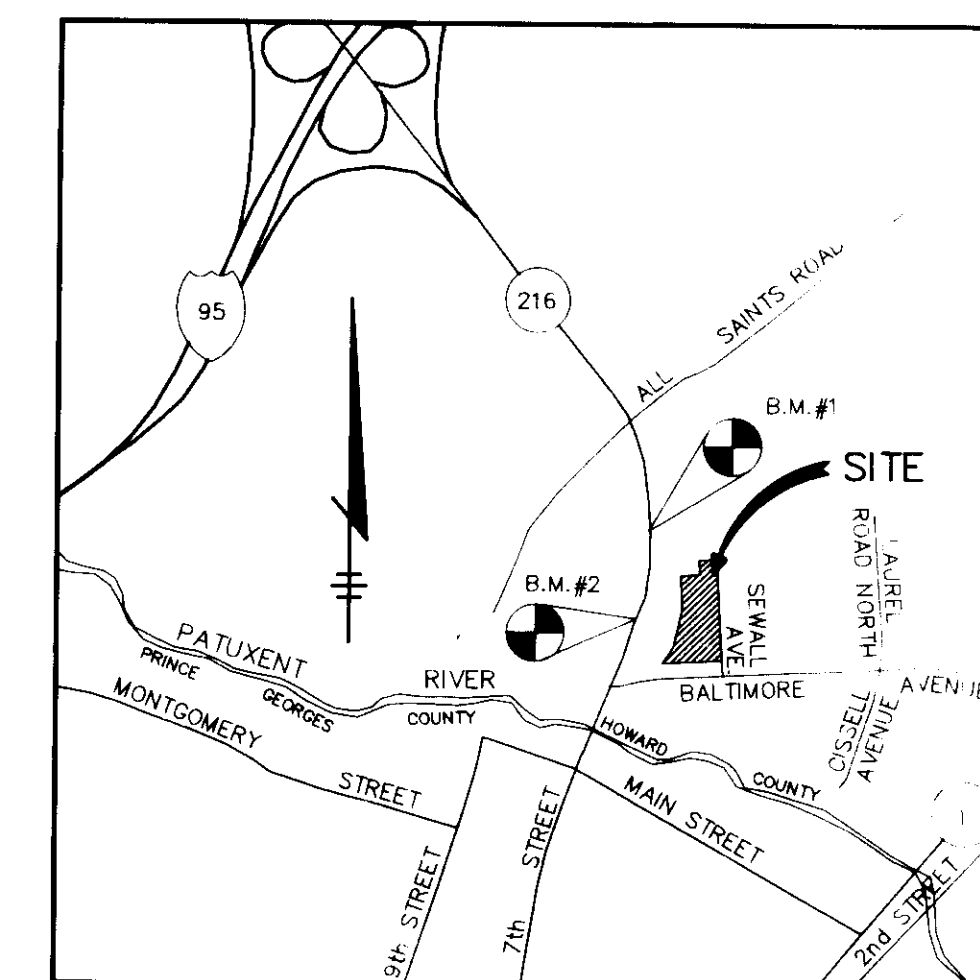 95
216
ALL SAINTS ROAD
B.M.#1
SITE
LAUREL
ROAD NORTH
B.M.#2
SEWALL
AVE.
PATUXENT
RIVER
PRINCE
GEORGES
COUNTY
BALTIMORE
AVENUE
MONTGOMERY
STREET
HOWARD
COUNTY
CISSELL
AVENUE
MAIN STREET
9th STREET
7th STREET
2nd STREET